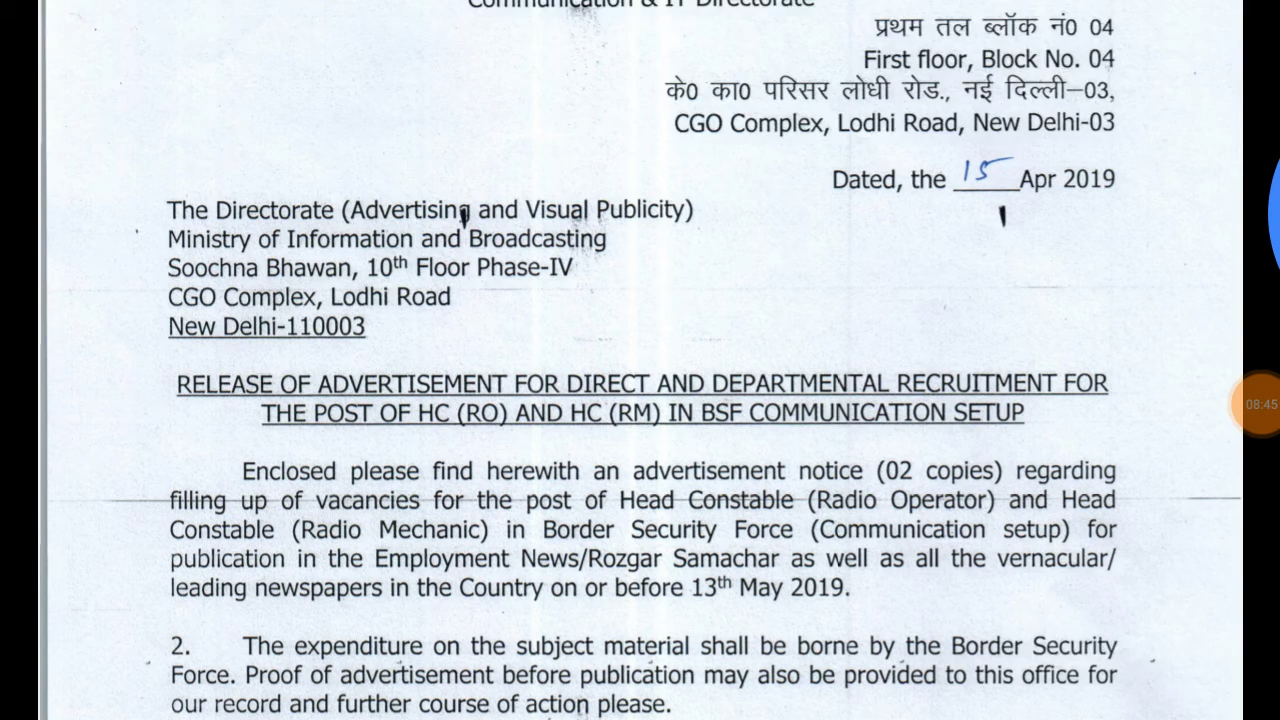 Communication & IT Directorate
प्रथम तल ब्लॉक नं0 04
First floor, Block No. 04
के0 का0 परिसर लोधी रोड., नई दिल्ली–03,
CGO Complex, Lodhi Road, New Delhi-03
Dated, the 15 Apr 2019
The Directorate (Advertising and Visual Publicity)
Ministry of Information and Broadcasting
Soochna Bhawan, 10th Floor Phase-IV
CGO Complex, Lodhi Road
New Delhi-110003
RELEASE OF ADVERTISEMENT FOR DIRECT AND DEPARTMENTAL RECRUITMENT FOR
THE POST OF HC (RO) AND HC (RM) IN BSF COMMUNICATION SETUP
Enclosed please find herewith an advertisement notice (02 copies) regarding
filling up of vacancies for the post of Head Constable (Radio Operator) and Head
Constable (Radio Mechanic) in Border Security Force (Communication setup) for
publication in the Employment News/Rozgar Samachar as well as all the vernacular/
leading newspapers in the Country on or before 13th May 2019.
2. The expenditure on the subject material shall be borne by the Border Security
Force. Proof of advertisement before publication may also be provided to this office for
our record and further course of action please.
08:45